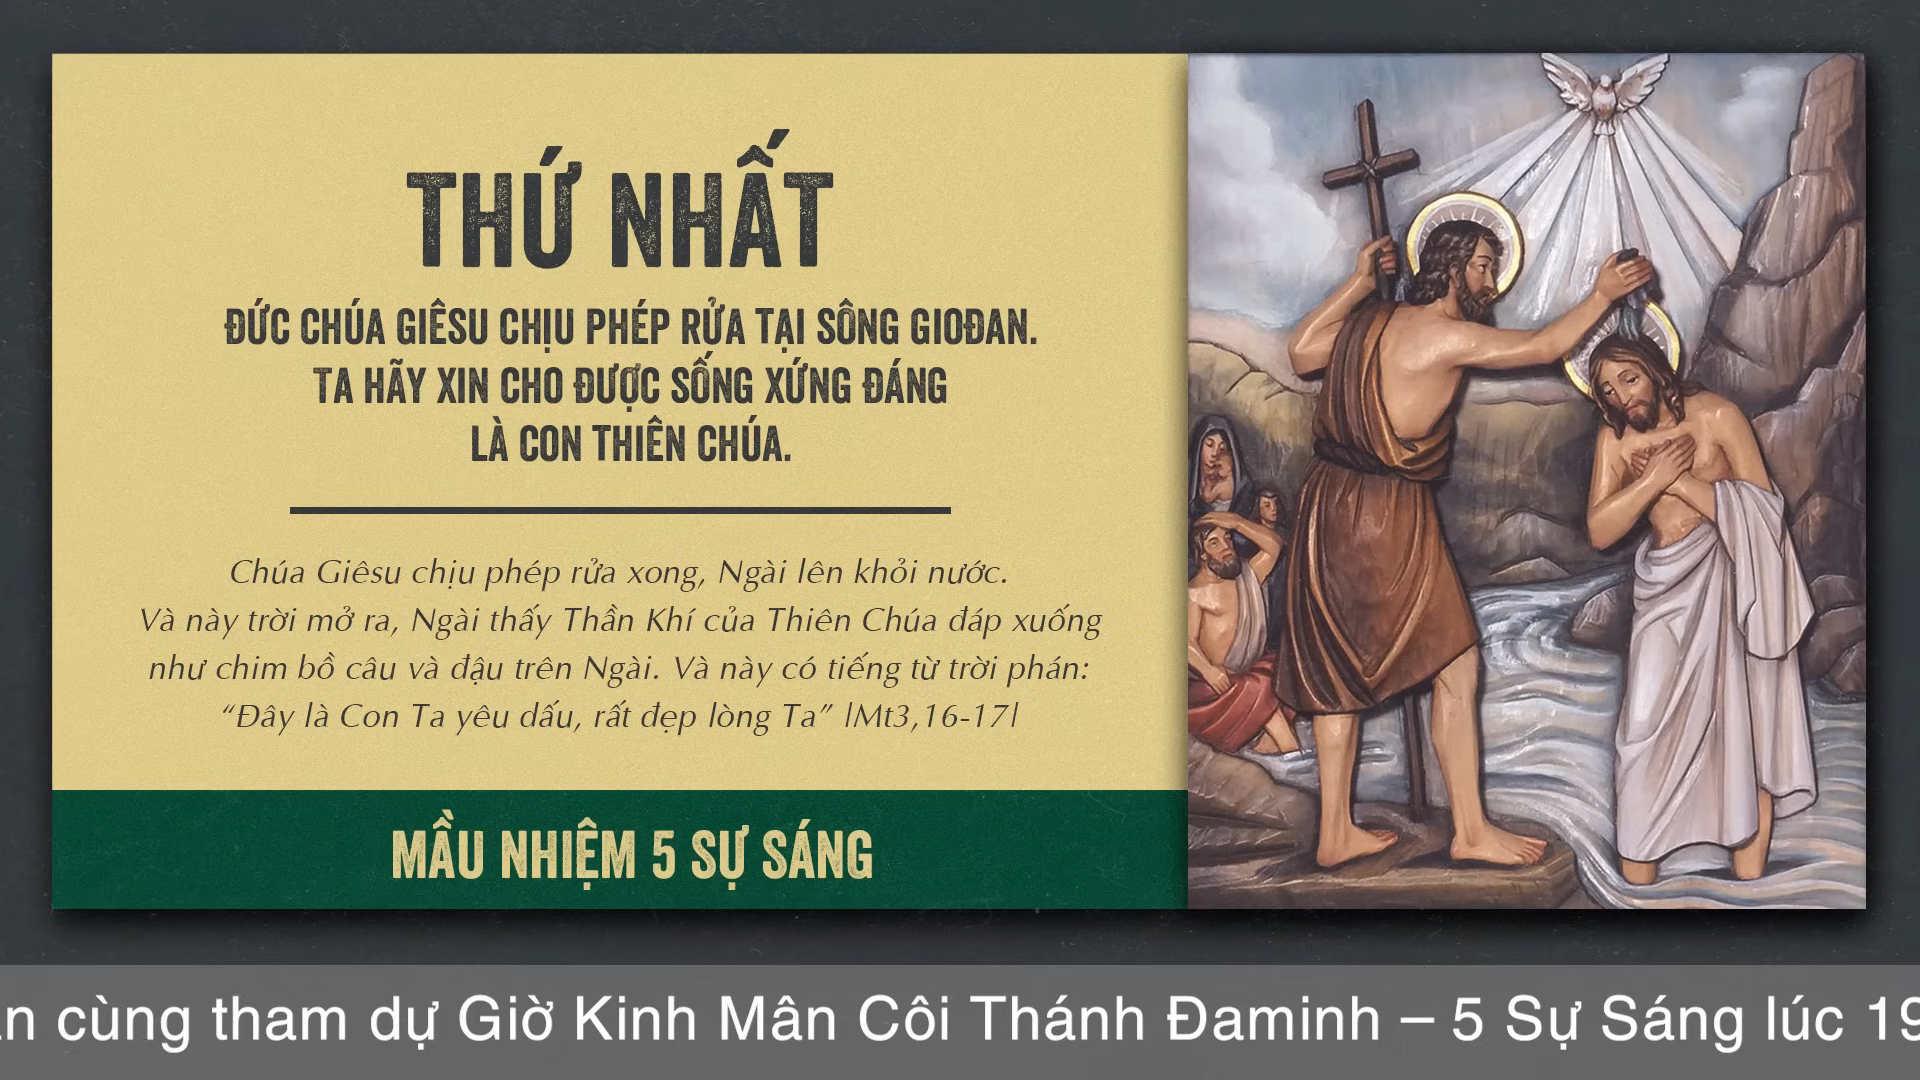 THỨ NHẤT
ĐỨC CHÚA GIÊSU CHỊU PHÉP RỬA TẠI SÔNG GIOĐAN.
TA HÃY XIN CHO ĐƯỢC SỐNG XỨNG ĐÁNG
LÀ CON THIÊN CHÚA.
Chúa Giêsu chịu phép rửa xong, Ngài lên khỏi nước.
Và này trời mở ra, Ngài thấy Thần Khí của Thiên Chúa đáp xuống
như chim bồ câu và đậu trên Ngài. Và này có tiếng từ trời phán:
“Đây là Con Ta yêu dấu, rất đẹp lòng Ta” |Mt3,16-17|
MẦU NHIỆM 5 SỰ SÁNG
cùng tham dự Giờ Kinh Mân Côi Thánh Đaminh – 5 Sự Sáng lúc